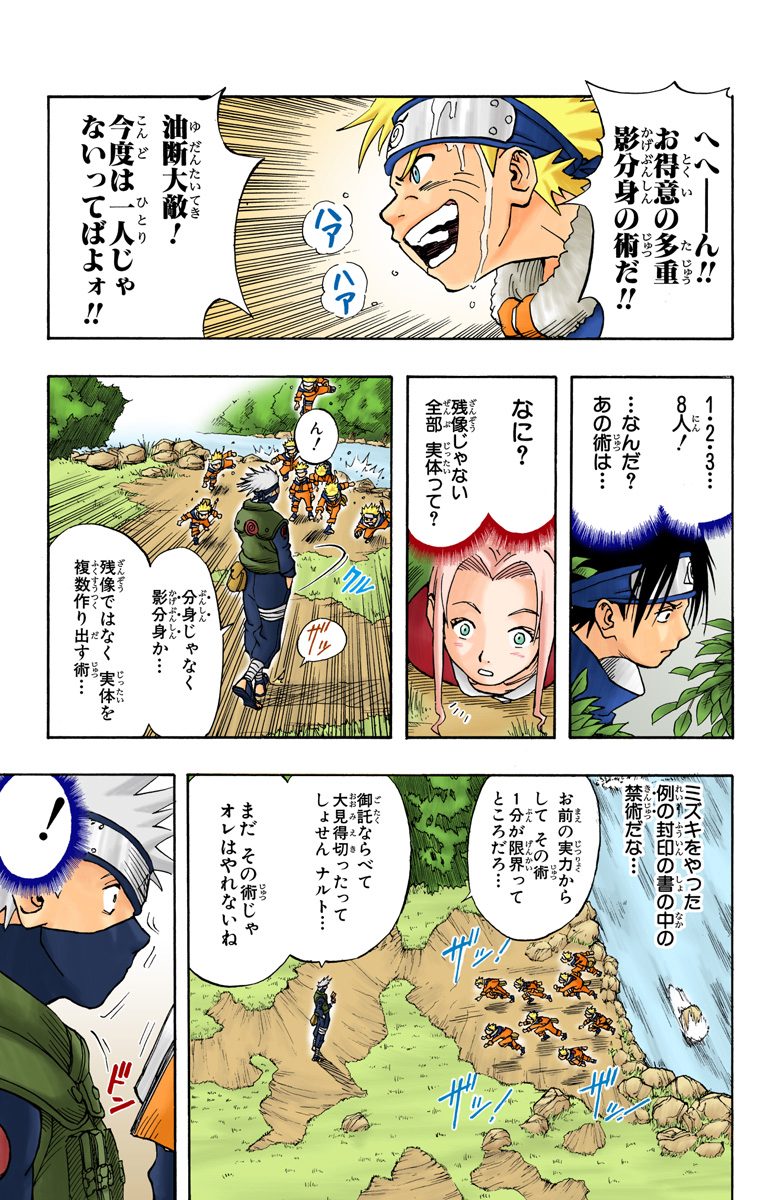 へへーーん!!
お得意の多重
影分身の術だ!!
ハァ
ハァ
油断大敵!
今度は一人じゃ
ないってばよォ!!
1・2・3…
8人!
…なんだ?
あの術は…
なに?
残像じゃない
全部 実体って?
ん!
クル
ザッ
分身じゃなく
影分身か…
残像ではなく 実体を
複数作り出す術…
ミズキをやった
例の封印の書の中の
禁術だな…
お前の実力から
して その術
1分が限界って
ところだろ…
御託ならべて
大見得切ったって
しょせん ナルト…
まだ その術じゃ
オレはやれないね
ザッ!
ザッ!
ザッ!
!
ドン